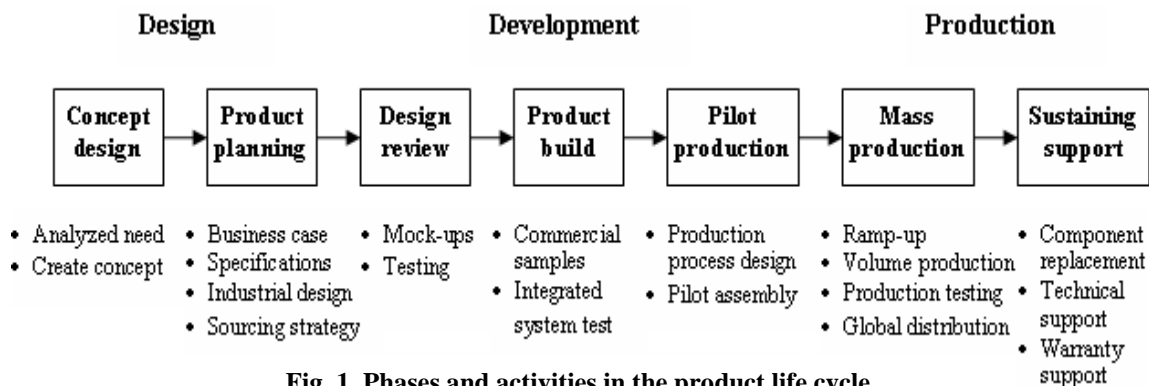 Design
Development
Production
Concept
design
Product
planning
Design
review
Product
build
Pilot
production
Mass
production
Sustaining
support
• Analyzed need
• Create concept
• Business case
• Specifications
• Industrial design
• Sourcing strategy
• Mock-ups
• Testing
• Commercial
samples
• Integrated
system test
• Production
process design
• Pilot assembly
• Ramp-up
• Volume production
• Production testing
• Global distribution
• Component
replacement
• Technical
support
• Warranty
support
Fig. 1. Phases and activities in the product life cycle